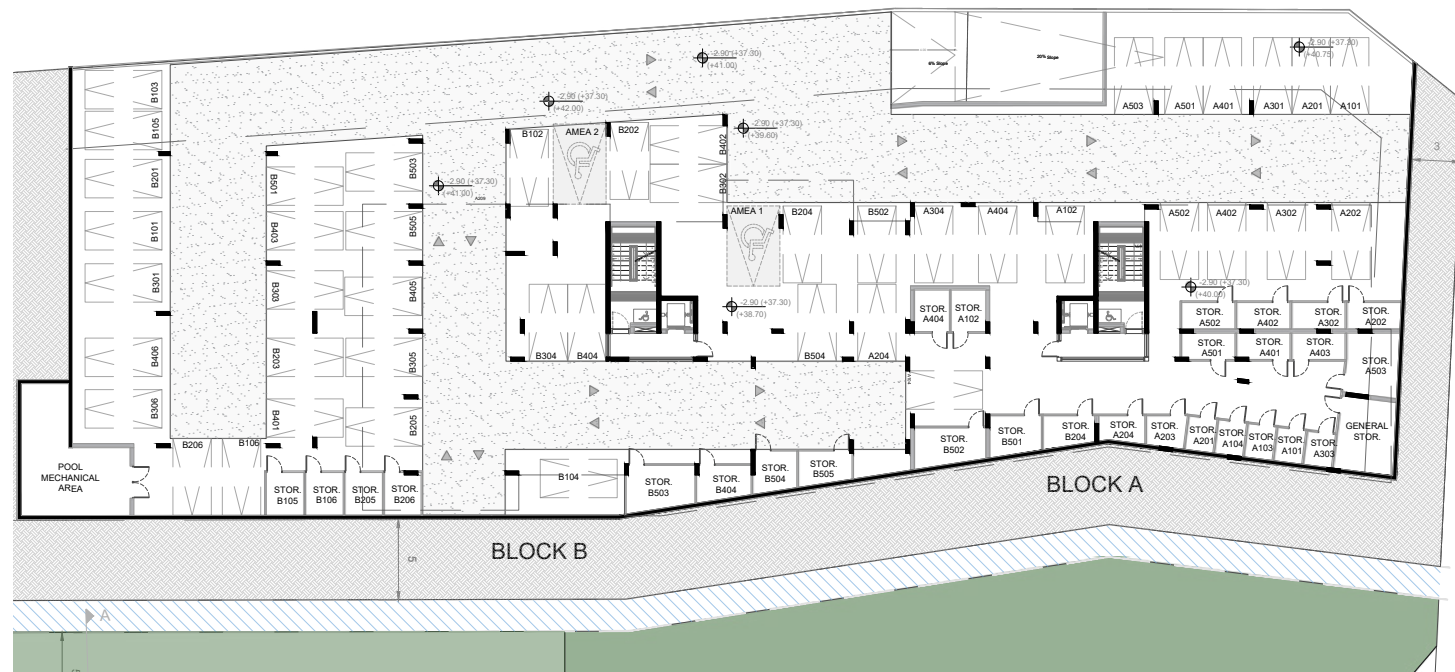 -2.90 (+37.30)
(+41.00)
-2.90 (+37.30)
(+40.75)
6% Slope
20% Slope
-2.90 (+37.30)
(+42.00)
-2.90 (+37.30)
(+39.80)
A503
A501
A401
A301
A201
A101
B103
B105
B201
B101
B301
B406
B306
B102
AMEA 2
B202
B402
B302
3
B501
B403
B303
B203
B401
B503
B505
B405
B305
B205
-2.90 (+37.30)
(+41.00)
AMEA 1
B204
B502
A304
A404
A102
A502
A402
A302
A202
-2.90 (+37.30)
(+38.70)
-2.90 (+37.30)
(+40.00)
STOR.
A404
STOR.
A102
STOR.
A502
STOR.
A402
STOR.
A302
STOR.
A202
STOR.
A501
STOR.
A401
STOR.
A403
STOR.
A503
B304
B404
B504
A204
B206
B106
POOL
MECHANICAL
AREA
STOR.
B105
STOR.
B106
STOR.
B205
STOR.
B206
B104
STOR.
B503
STOR.
B404
STOR.
B504
STOR.
B505
STOR.
B502
STOR.
B501
STOR.
B204
STOR.
A204
STOR.
A203
STOR.
A201
STOR.
A104
STOR.
A103
STOR.
A101
STOR.
A303
GENERAL
STOR.
BLOCK A
BLOCK B
5
A